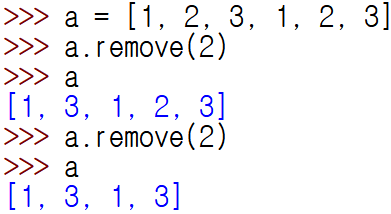 >>> a = [1, 2, 3, 1, 2, 3]
>>> a.remove(2)
>>> a
[1, 3, 1, 2, 3]
>>> a.remove(2)
>>> a
[1, 3, 1, 3]